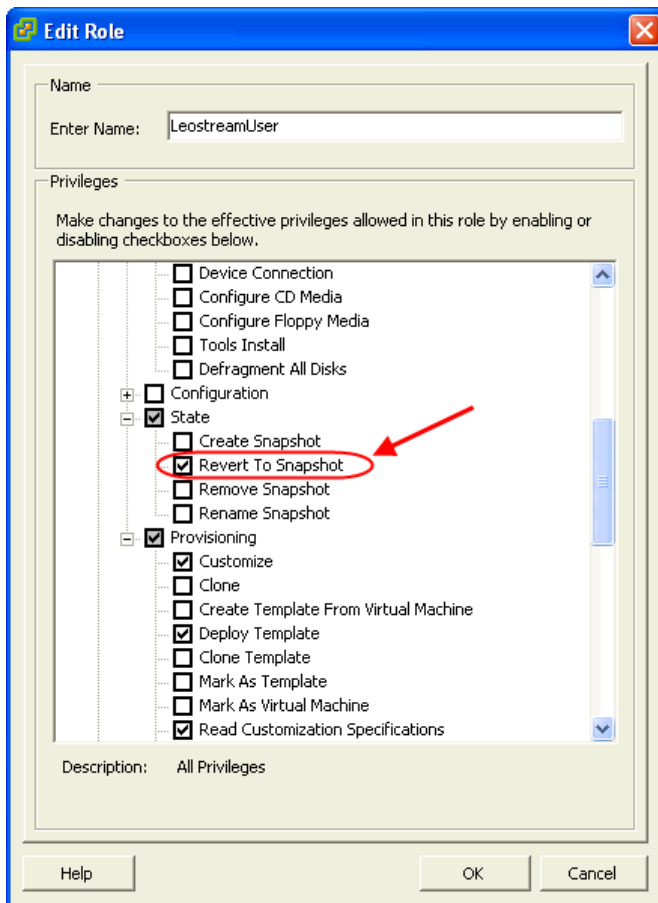 Edit Role
Name
Enter Name:
LeostreamUser
Privileges
Make changes to the effective privileges allowed in this role by enabling or
disabling checkboxes below.
Device Connection
Configure CD Media
Configure Floppy Media
Tools Install
Defragment All Disks
Configuration
State
Create Snapshot
Revert To Snapshot
Remove Snapshot
Rename Snapshot
Provisioning
Customize
Clone
Create Template From Virtual Machine
Deploy Template
Clone Template
Mark As Template
Mark As Virtual Machine
Read Customization Specifications
Description: All Privileges
Help OK Cancel